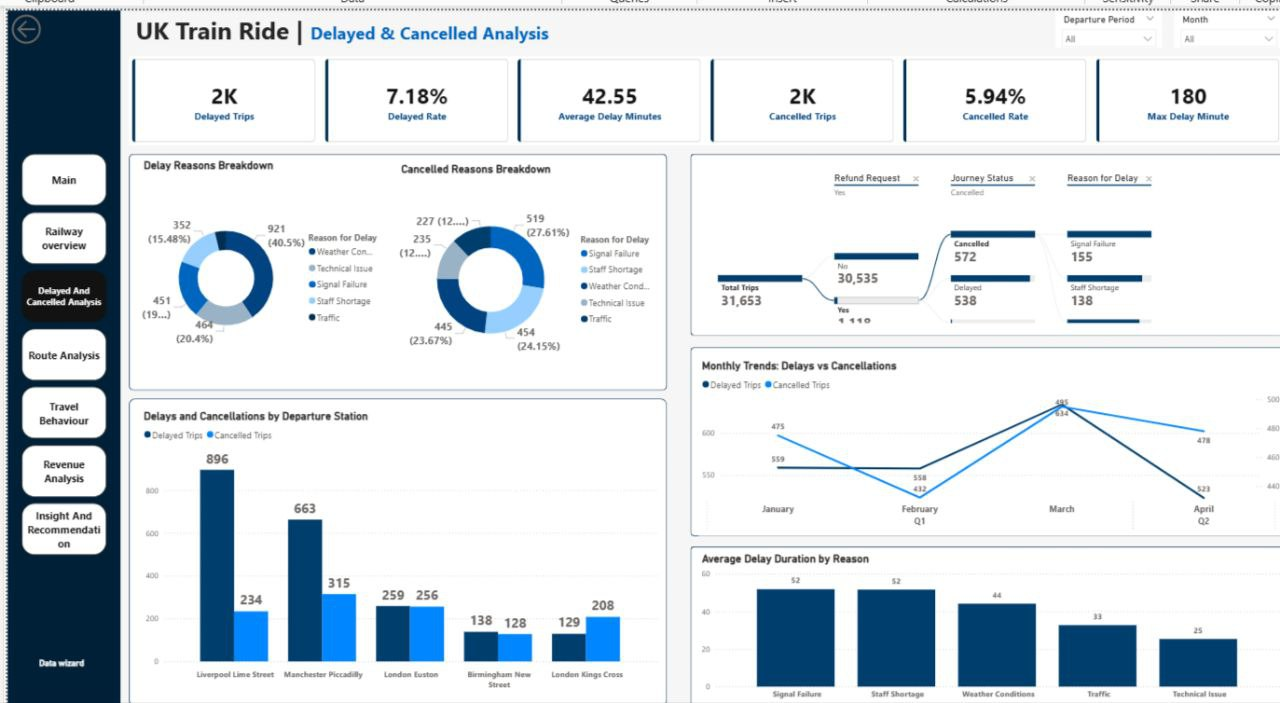 UK Train Ride | Delayed & Cancelled Analysis
Departure Period
All
Month
All
2K
Delayed Trips
7.18%
Delayed Rate
42.55
Average Delay Minutes
2K
Cancelled Trips
5.94%
Cancelled Rate
180
Max Delay Minute
Main
Railway
overview
Delayed And
Cancelled Analysis
Route Analysis
Travel
Behaviour
Revenue
Analysis
Insight And
Recommendati
on
Data wizard
Delay Reasons Breakdown
352
(15.48%)
921
(40.5%)
451
(19...)
464
(20.4%)
Reason for Delay
Weather Con...
Technical Issue
Signal Failure
Staff Shortage
Traffic
Cancelled Reasons Breakdown
227 (12....)
519
(27.61%)
235
(12....)
445
(23.67%)
454
(24.15%)
Reason for Delay
Signal Failure
Staff Shortage
Weather Cond...
Technical Issue
Traffic
Refund Request
Yes
Journey Status
Cancelled
Reason for Delay
Total Trips
31,653
No
30,535
Yes
Cancelled
572
Delayed
538
Signal Failure
155
Staff Shortage
138
Delays and Cancellations by Departure Station
Delayed Trips Cancelled Trips
800
600
400
200
0
896
234
663
315
259
256
138
128
129
208
Liverpool Lime Street
Manchester Piccadilly
London Euston
Birmingham New
Street
London Kings Cross
Monthly Trends: Delays vs Cancellations
Delayed Trips Cancelled Trips
600
550
500
480
460
440
475
559
558
432
495
634
478
523
January
February
March
April
Q1
Q2
Average Delay Duration by Reason
60
40
20
0
52
52
44
33
25
Signal Failure
Staff Shortage
Weather Conditions
Traffic
Technical Issue